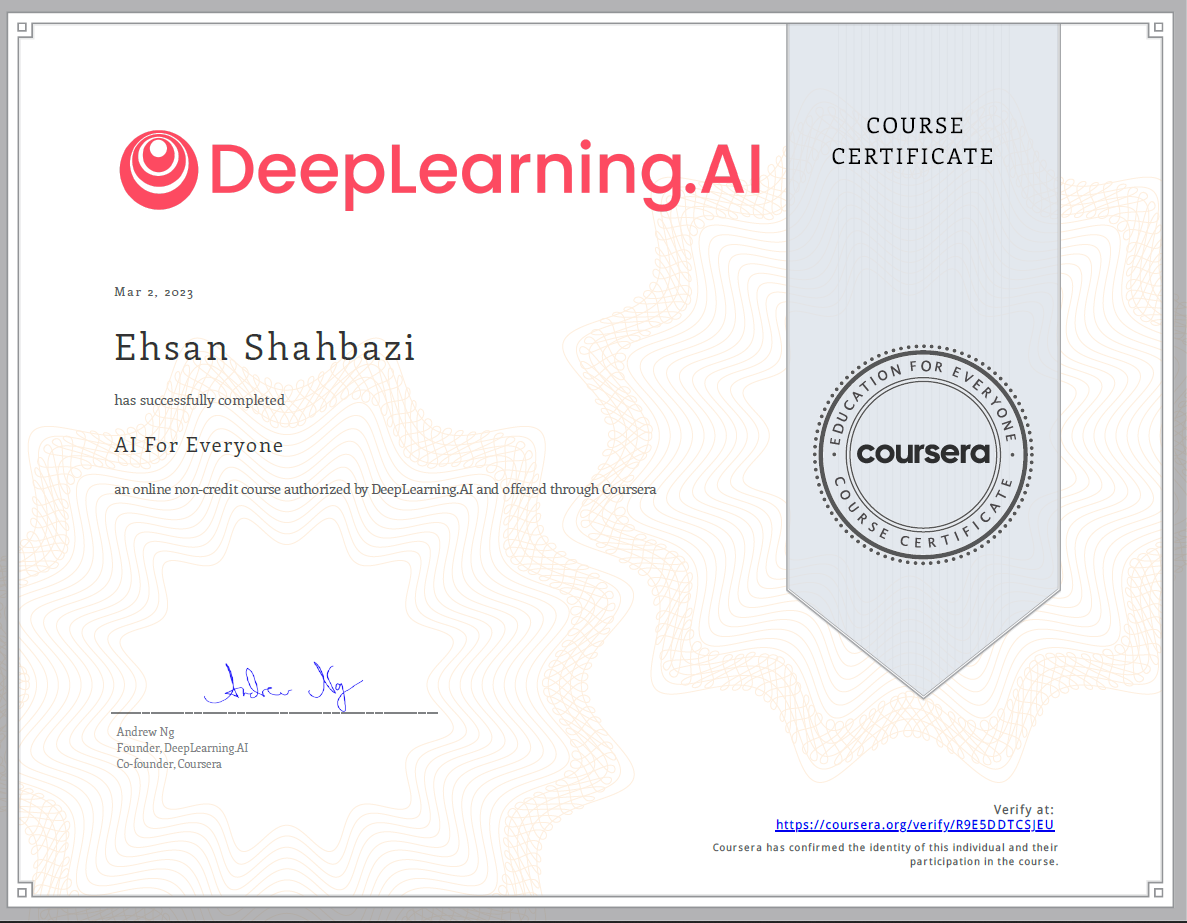 DeepLearning.AI
COURSE
CERTIFICATE
Mar 2, 2023
Ehsan Shahbazi
has successfully completed
AI For Everyone
an online non-credit course authorized by DeepLearning.AI and offered through Coursera
EDUCATION FOR EVERYONE
coursera
COURSE CERTIFICATE
Andrew Ng
Andrew Ng
Founder, DeepLearning.AI
Co-founder, Coursera
Verify at:
https://coursera.org/verify/R9E5DDTCSJEU
Coursera has confirmed the identity of this individual and their
participation in the course.